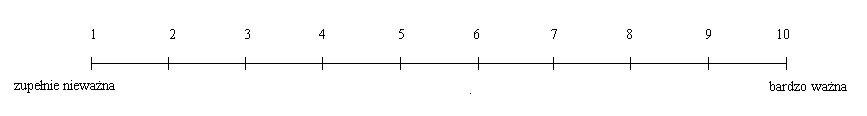 1 2 3 4 5 6 7 8 9 10
zupełnie nieważna bardzo ważna